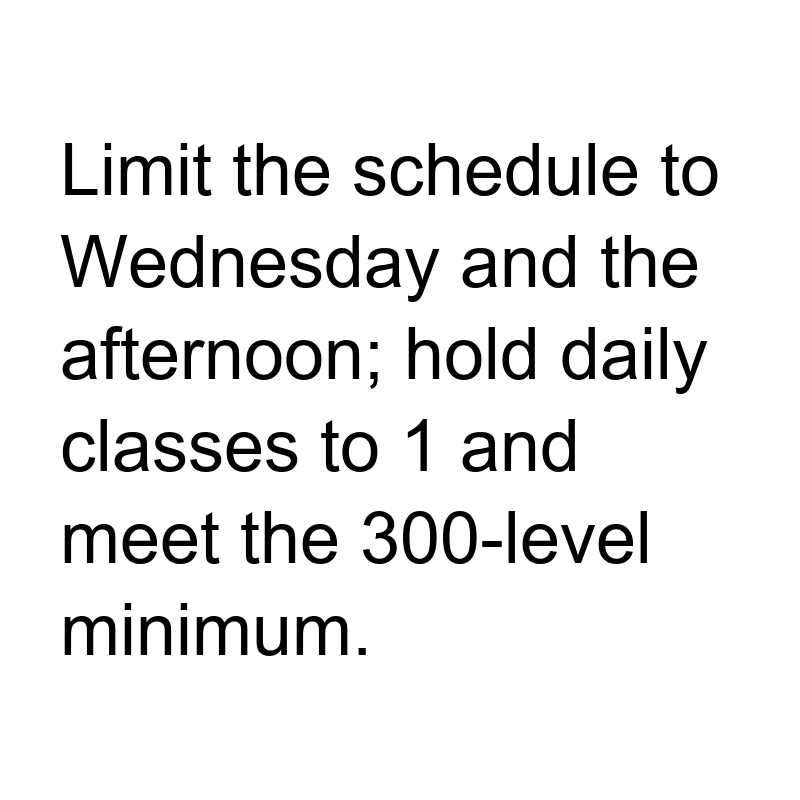 Limit the schedule to
Wednesday and the
afternoon; hold daily
classes to 1 and
meet the 300-level
minimum.